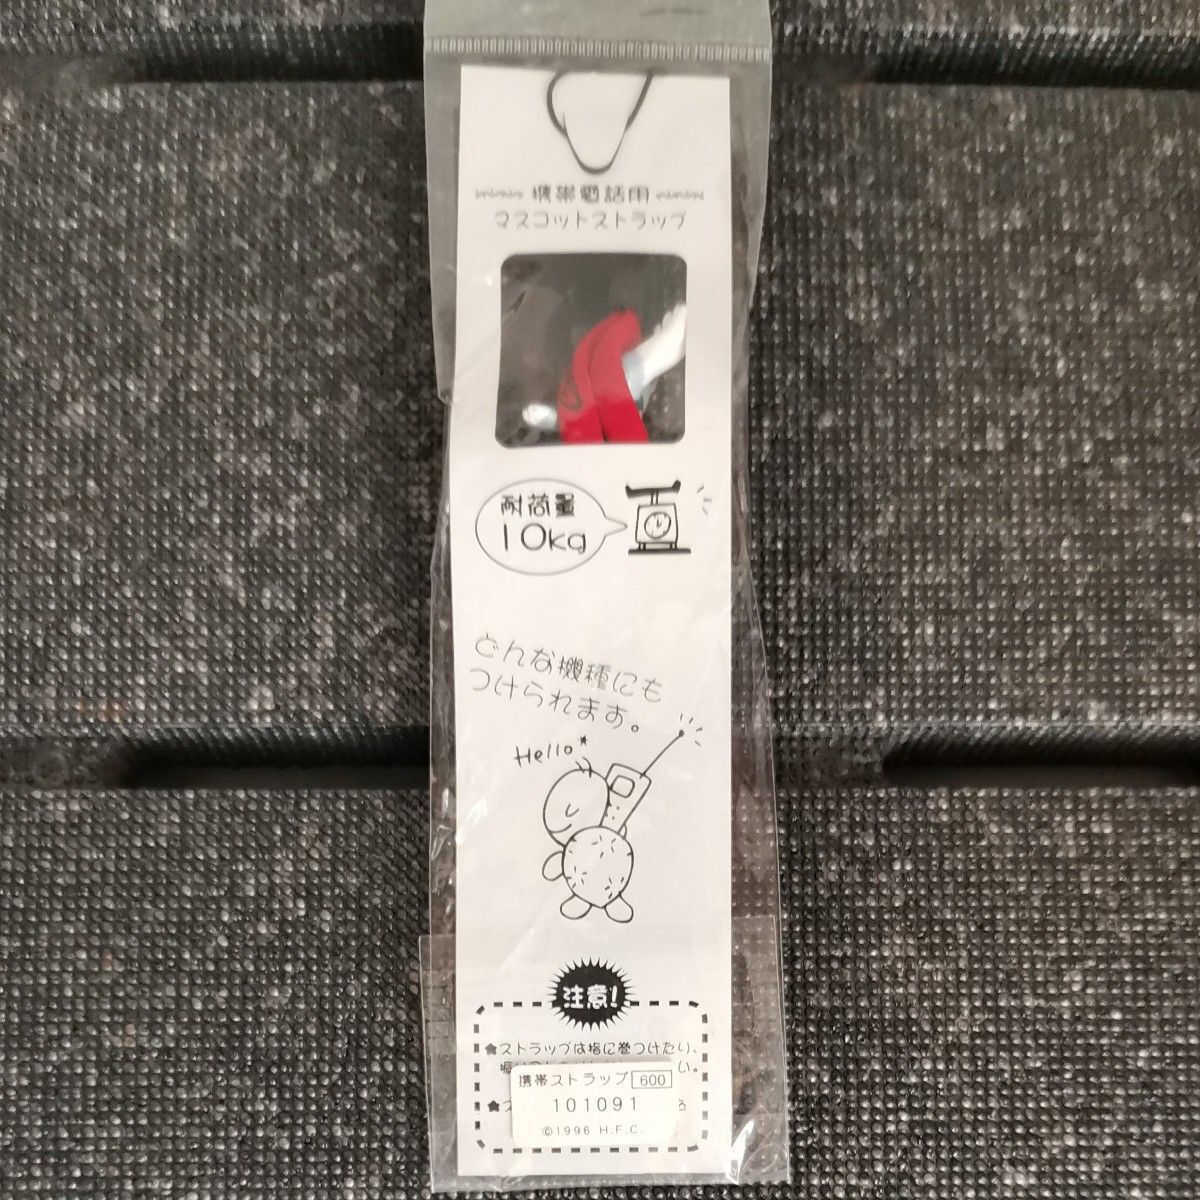 携帯電話用
マスコットストラップ
耐荷重
10kg
どんな機種にも
つけられます。
Hello*
注意!
★ストラップは指に巻つけたり、
い。
携帯ストラップ 600
101091
©1996 H.F.C.